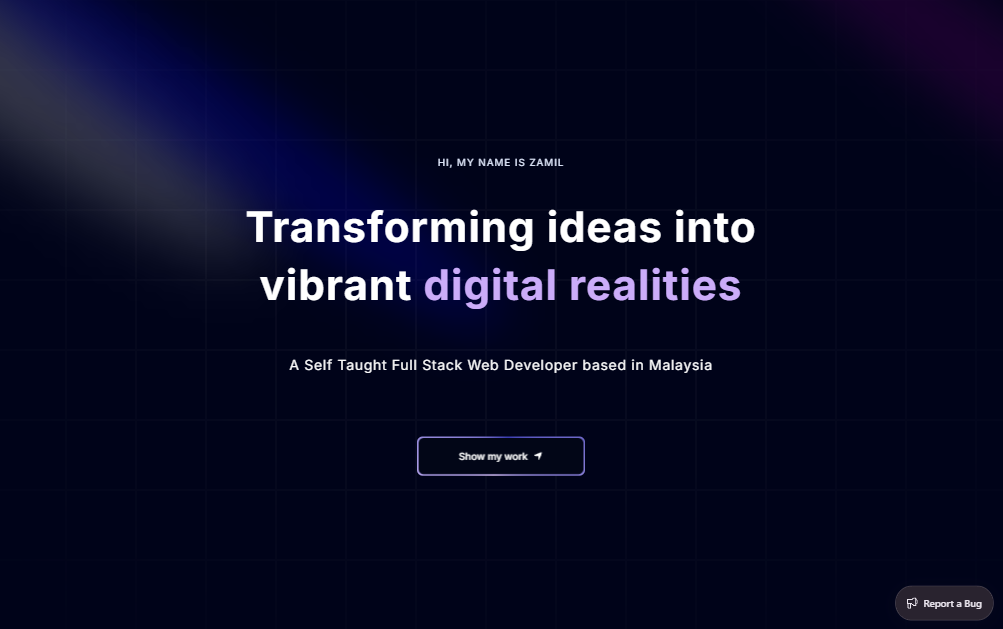 HI, MY NAME IS ZAMIL
Transforming ideas into
vibrant digital realities
A Self Taught Full Stack Web Developer based in Malaysia
Show my work
Report a Bug